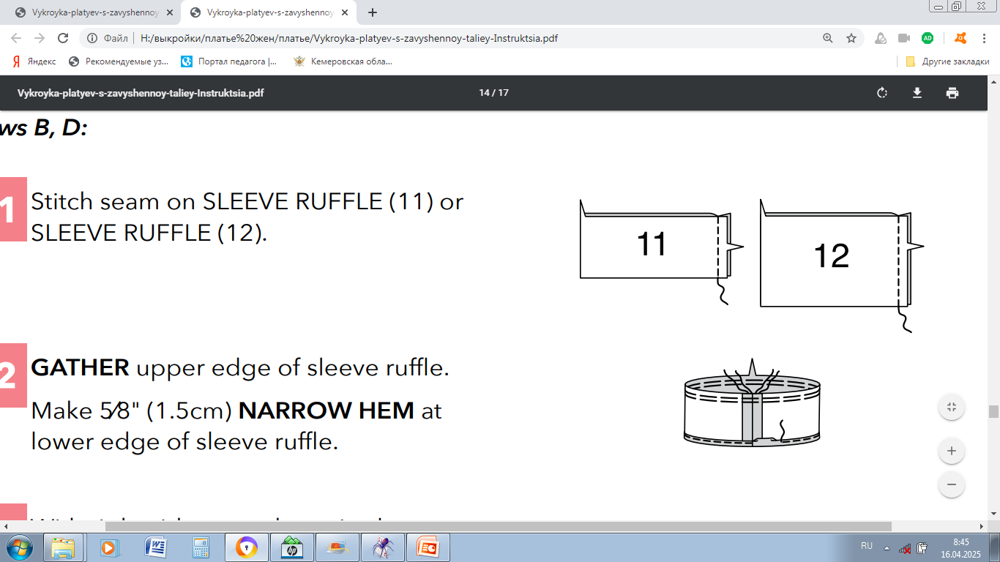 Vykroyka-platyev-s-zavyshennoy
Vykroyka-platyev-s-zavyshennoy
Файл
H:/выкройки/платье%20жен/платье/Vykroyka-platyev-s-zavyshennoy-taliey-Instruktsia.pdf
AD
Яндекс
Рекомендуемые уз...
Портал педагога |...
Кемеровская обла...
Другие закладки
Vykroyka-platyev-s-zavyshennoy-taliey-Instruktsia.pdf
14 / 17
ws B, D:
1
Stitch seam on SLEEVE RUFFLE (11) or
SLEEVE RUFFLE (12).
11
12
2
GATHER upper edge of sleeve ruffle.
Make 5⁄8" (1.5cm) NARROW HEM at
lower edge of sleeve ruffle.
RU
8:45
16.04.2025